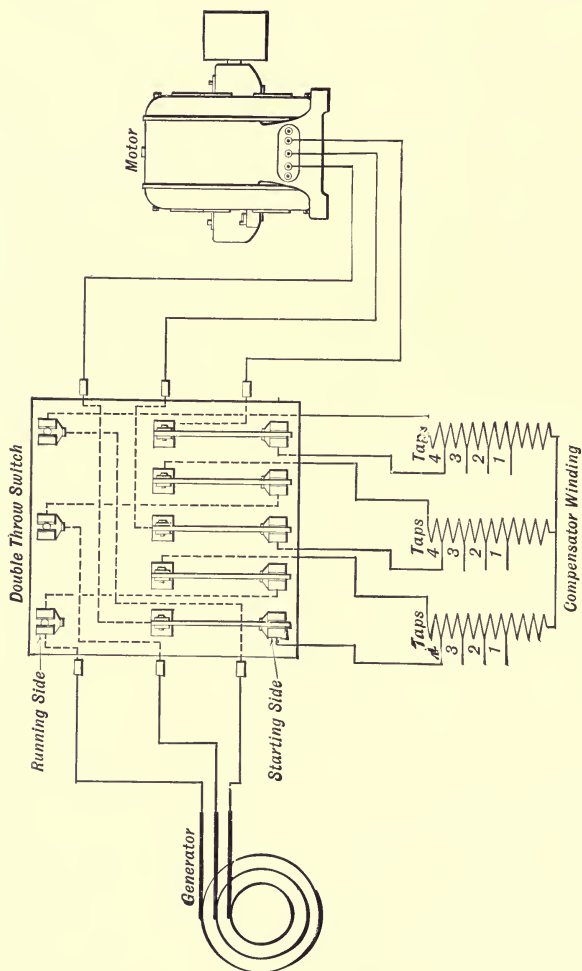 Motor
Double Throw Switch
Running Side
Starting Side
Generator
Taps
4
3
2
1
Taps
4
3
2
1
Taps
4
3
2
1
Compensator Winding